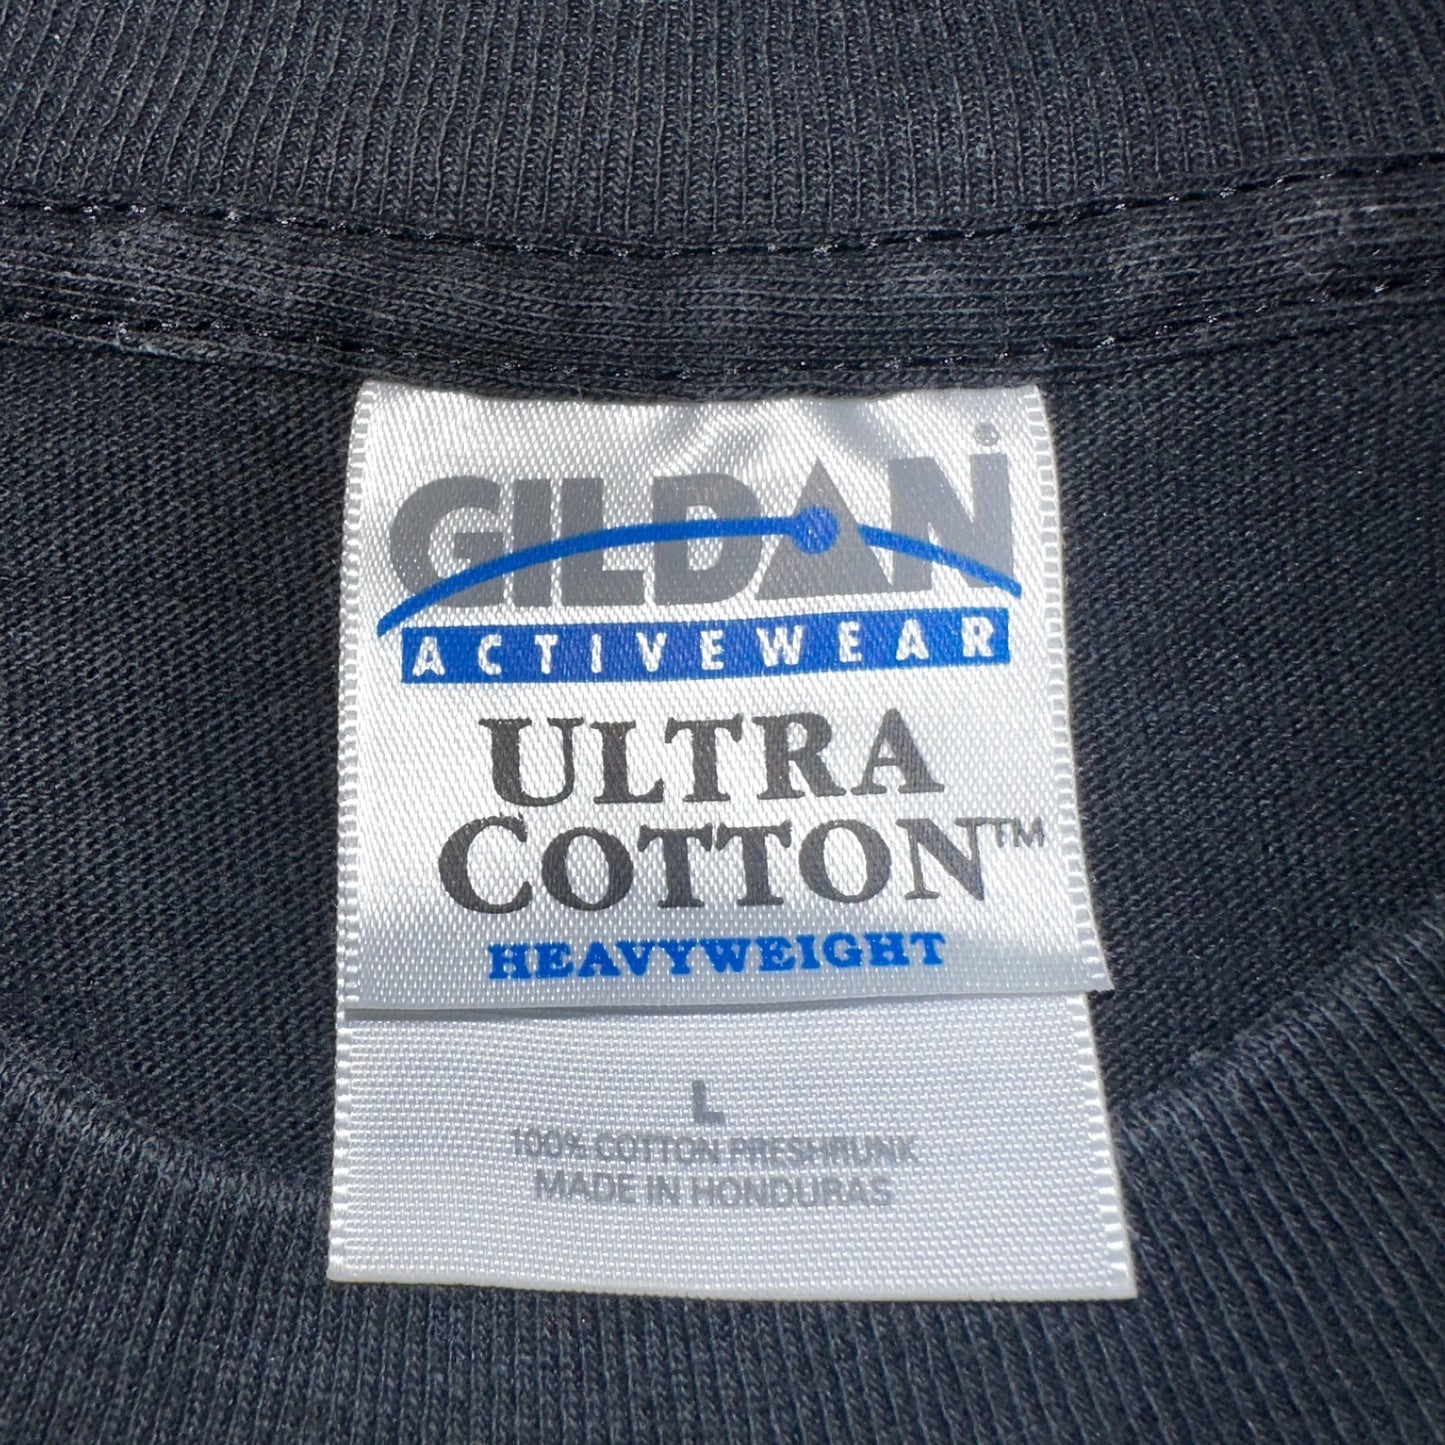 GILDAN®
ACTIVEWEAR
ULTRA
COTTON™
HEAVYWEIGHT
L
100% COTTON PRESHRUNK
MADE IN HONDURAS